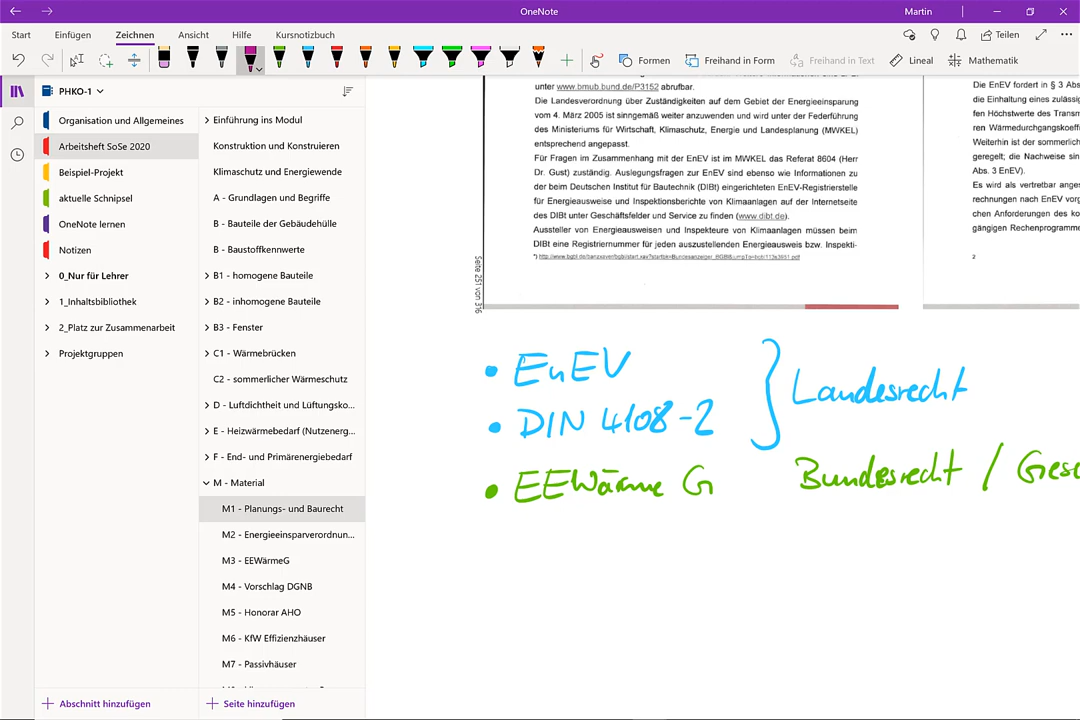 OneNote
Martin
Start
Einfügen
Zeichnen
Ansicht
Hilfe
Kursnotizbuch
Teilen
Formen
Freihand in Form
Freihand in Text
Lineal
Mathematik
PHKO-1
Organisation und Allgemeines
Arbeitsheft SoSe 2020
Beispiel-Projekt
aktuelle Schnipsel
OneNote lernen
Notizen
0_Nur für Lehrer
1_Inhaltsbibliothek
2_Platz zur Zusammenarbeit
Projektgruppen
Abschnitt hinzufügen
Einführung ins Modul
Konstruktion und Konstruieren
Klimaschutz und Energiewende
A - Grundlagen und Begriffe
B - Bauteile der Gebäudehülle
B - Baustoffkennwerte
B1 - homogene Bauteile
B2 - inhomogene Bauteile
B3 - Fenster
C1 - Wärmebrücken
C2 - sommerlicher Wärmeschutz
D - Luftdichtheit und Lüftungsko...
E - Heizwärmebedarf (Nutzenerg...
F - End- und Primärenergiebedarf
M - Material
M1 - Planungs- und Baurecht
M2 - Energieeinsparverordnun...
M3 - EEWärmeG
M4 - Vorschlag DGNB
M5 - Honorar AHO
M6 - KfW Effizienzhäuser
M7 - Passivhäuser
Seite hinzufügen
unter www.bmub.bund.de/P3152 abrufbar.
Die Landesverordnung über Zuständigkeiten auf dem Gebiet der Energieeinsparung
vom 4. März 2005 ist sinngemäß weiter anzuwenden und wird unter der Federführung
des Ministeriums für Wirtschaft, Klimaschutz, Energie und Landesplanung (MWKEL)
entsprechend angepasst.
Für Fragen im Zusammenhang mit der EnEV ist im MWKEL das Referat 8604 (Herr
Dr. Gust) zuständig. Auslegungsfragen zur EnEV sind ebenso wie Informationen zu
der beim Deutschen Institut für Bautechnik (DIBt) eingerichteten EnEV-Registrierstelle
für Energieausweise und Inspektionsberichte von Klimaanlagen auf der Internetseite
des DIBt unter Geschäftsfelder und Service zu finden (www.dibt.de).
Aussteller von Energieausweisen und Inspekteure von Klimaanlagen müssen beim
DIBt eine Registriernummer für jeden auszustellenden Energieausweis bzw. Inspekti-
Seite 251 von 316
Die EnEV fordert in § 3 Abs
die Einhaltung eines zulässig
fen Höchstwerte des Transm
ren Wärmedurchgangskoeffi
Weiterhin ist der sommerlich
geregelt; die Nachweise sin
Abs. 3 EnEV).
Es wird als vertretbar anges
rechnungen nach EnEV vorg
chen Anforderungen des ko
gängigen Rechenprogramme
2
• EnEV
• DIN 4108-2
} Landesrecht
• EEWärme G
Bundesrecht / Gese